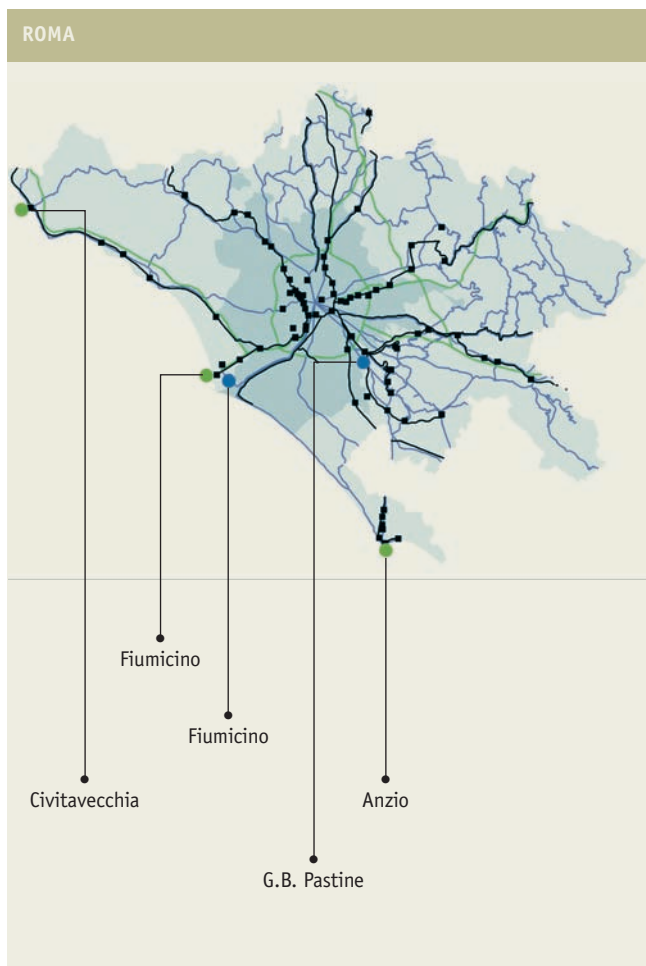 ROMA
Fiumicino
Fiumicino
Civitavecchia
Anzio
G.B. Pastine